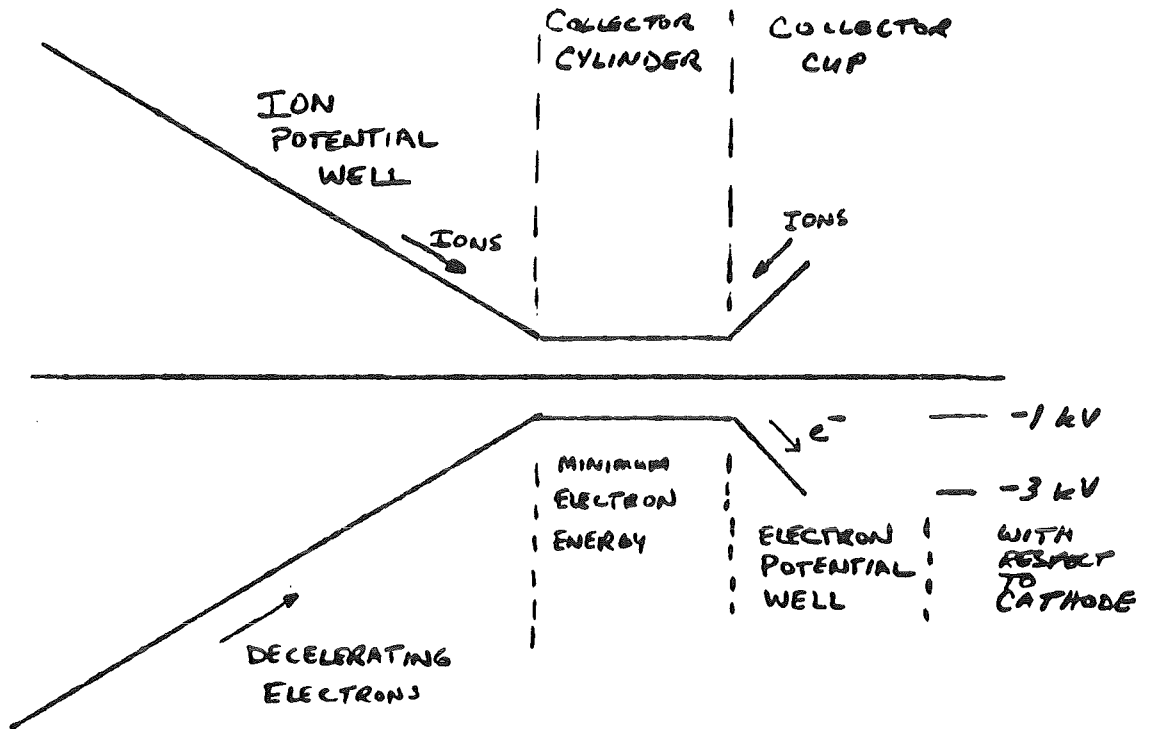 COLLECTOR
CYLINDER
COLLECTOR
CUP
ION
POTENTIAL
WELL
IONS
IONS
e⁻
-1 kV
-3 kV
WITH
RESPECT
TO
CATHODE
MINIMUM
ELECTRON
ENERGY
ELECTRON
POTENTIAL
WELL
DECELERATING
ELECTRONS